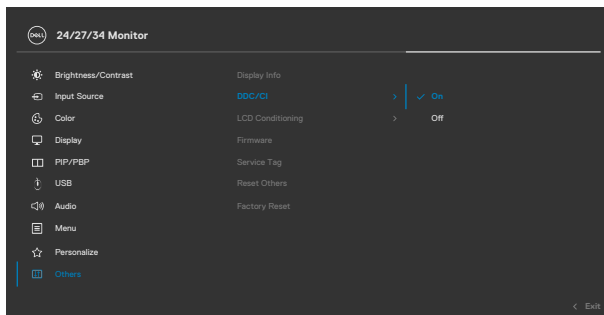 DELL 24/27/34 Monitor
Brightness/Contrast Display Info
Input Source DDC/CI > ✓ On
Color LCD Conditioning > Off
Display Firmware
PIP/PBP Service Tag
USB Reset Others
Audio Factory Reset
Menu
Personalize
Others
< Exit